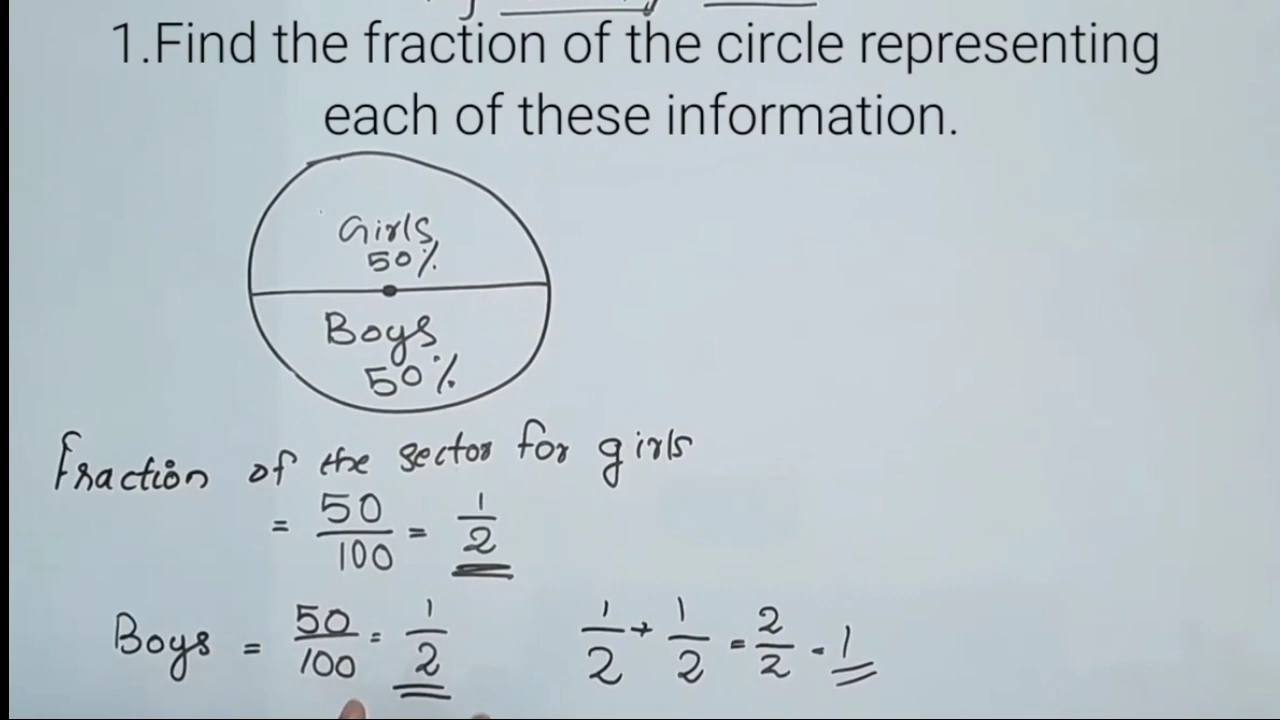 1.Find the fraction of the circle representing
each of these information.
Girls
50%
Boys
50%
Fraction of the sector for girls
= 50/100 = 1/2
Boys = 50/100 = 1/2
1/2 + 1/2 = 2/2 = 1